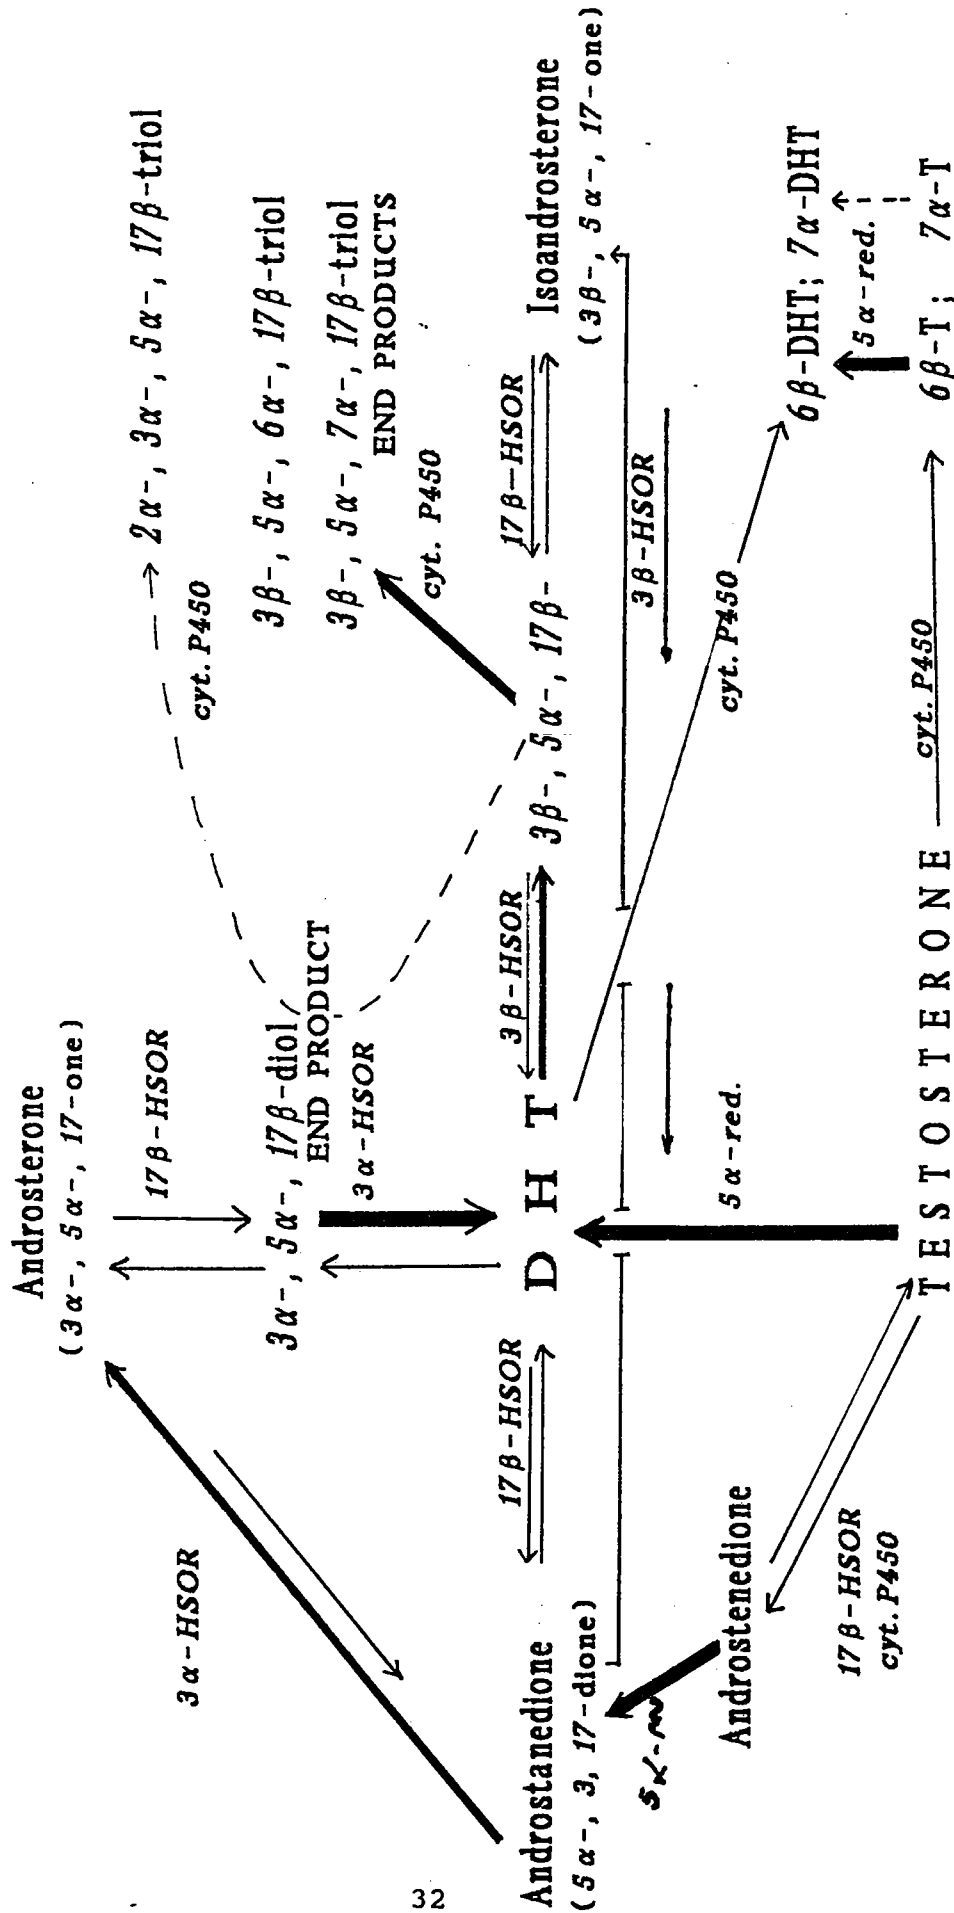 Androsterone
(3α-, 5α-, 17-one)
17β-HSOR
3α-HSOR
3α-, 5α-, 17β-diol
END PRODUCT
3α-HSOR
2α-, 3α-, 5α-, 17β-triol
cyt. P450
3β-, 5α-, 6α-, 17β-triol
3β-, 5α-, 7α-, 17β-triol
END PRODUCTS
cyt. P450
Androstanedione
(5α-, 3, 17-dione)
17β-HSOR
D H T
3β-HSOR
3β-, 5α-, 17β-
17β-HSOR
Isoandrosterone
(3β-, 5α-, 17-one)
3β-HSOR
5α-red.
cyt. P450
Androstenedione
17β-HSOR
cyt. P450
6β-DHT; 7α-DHT
5α-red.
TESTOSTERONE
cyt. P450
6β-T; 7α-T
32